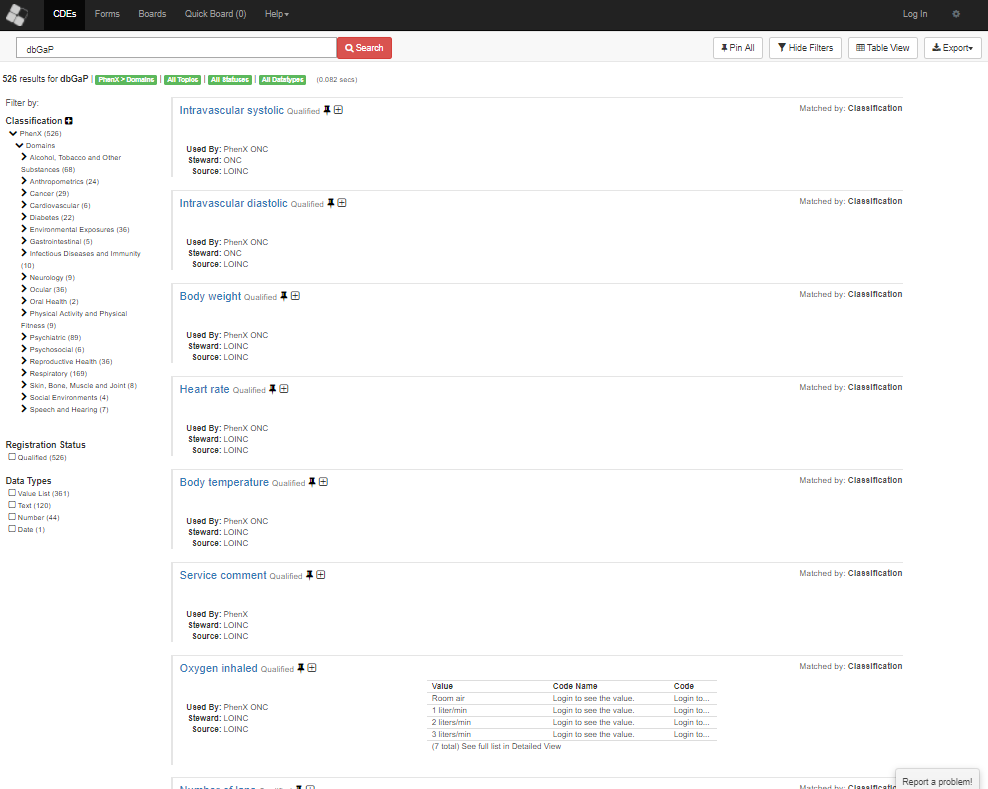 CDEs Forms Boards Quick Board (0) Help Log In
dbGaP Search Pin All Hide Filters Table View Export
526 results for dbGaP | PhenX > Domains | All Topics | All Statuses | All Datatypes (0.082 secs)
Filter by:
Classification
PhenX (526)
Domains
Alcohol, Tobacco and Other
Substances (68)
Anthropometrics (24)
Cancer (29)
Cardiovascular (6)
Diabetes (22)
Environmental Exposures (36)
Gastrointestinal (5)
Infectious Diseases and Immunity
(10)
Neurology (9)
Ocular (36)
Oral Health (2)
Physical Activity and Physical
Fitness (9)
Psychiatric (89)
Psychosocial (6)
Reproductive Health (36)
Respiratory (169)
Skin, Bone, Muscle and Joint (8)
Social Environments (4)
Speech and Hearing (7)
Registration Status
Qualified (526)
Data Types
Value List (361)
Text (120)
Number (44)
Date (1)
Intravascular systolic Qualified Matched by: Classification
Used By: PhenX ONC
Steward: ONC
Source: LOINC
Intravascular diastolic Qualified Matched by: Classification
Used By: PhenX ONC
Steward: ONC
Source: LOINC
Body weight Qualified Matched by: Classification
Used By: PhenX ONC
Steward: LOINC
Source: LOINC
Heart rate Qualified Matched by: Classification
Used By: PhenX ONC
Steward: LOINC
Source: LOINC
Body temperature Qualified Matched by: Classification
Used By: PhenX ONC
Steward: LOINC
Source: LOINC
Service comment Qualified Matched by: Classification
Used By: PhenX
Steward: LOINC
Source: LOINC
Oxygen inhaled Qualified Matched by: Classification
Used By: PhenX ONC
Steward: LOINC
Source: LOINC
Value Code Name Code
Room air Login to see the value. Login to...
1 liter/min Login to see the value. Login to...
2 liters/min Login to see the value. Login to...
3 liters/min Login to see the value. Login to...
(7 total) See full list in Detailed View
Matched by:
Report a problem!